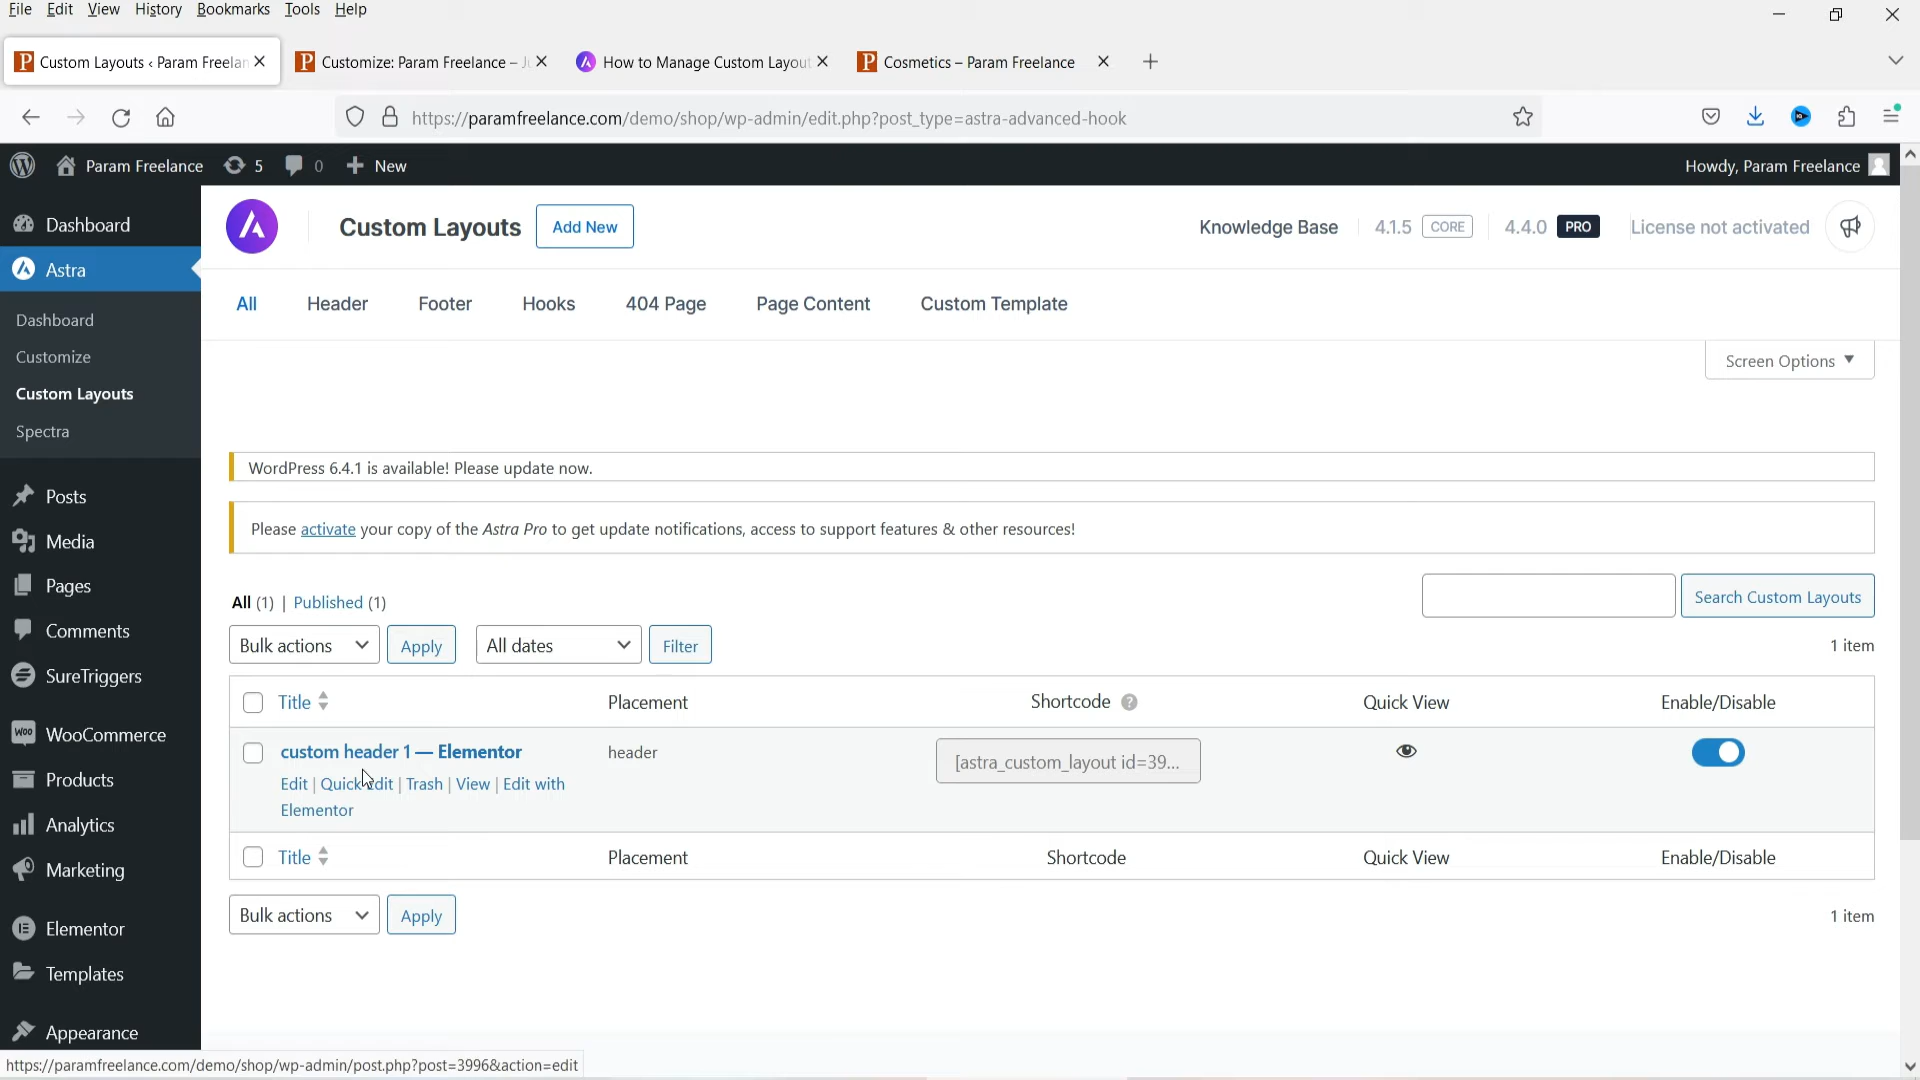 File Edit View History Bookmarks Tools Help
Custom Layouts ‹ Param Freelan
Customize: Param Freelance –
How to Manage Custom Layou
Cosmetics – Param Freelance
https://paramfreelance.com/demo/shop/wp-admin/edit.php?post_type=astra-advanced-hook
Param Freelance 5 0 New
Howdy, Param Freelance
Dashboard
Astra
Dashboard
Customize
Custom Layouts
Spectra
Posts
Media
Pages
Comments
SureTriggers
WooCommerce
Products
Analytics
Marketing
Elementor
Templates
Appearance
Custom Layouts Add New
Knowledge Base 4.1.5 CORE 4.4.0 PRO License not activated
All Header Footer Hooks 404 Page Page Content Custom Template
Screen Options
WordPress 6.4.1 is available! Please update now.
Please activate your copy of the Astra Pro to get update notifications, access to support features & other resources!
All (1) | Published (1)
Search Custom Layouts
Bulk actions Apply All dates Filter
1 item
Title Placement Shortcode ? Quick View Enable/Disable
custom header 1 — Elementor header [astra_custom_layout id=39...
Edit | Quick Edit | Trash | View | Edit with
Elementor
Title Placement Shortcode Quick View Enable/Disable
Bulk actions Apply
1 item
https://paramfreelance.com/demo/shop/wp-admin/post.php?post=3996&action=edit